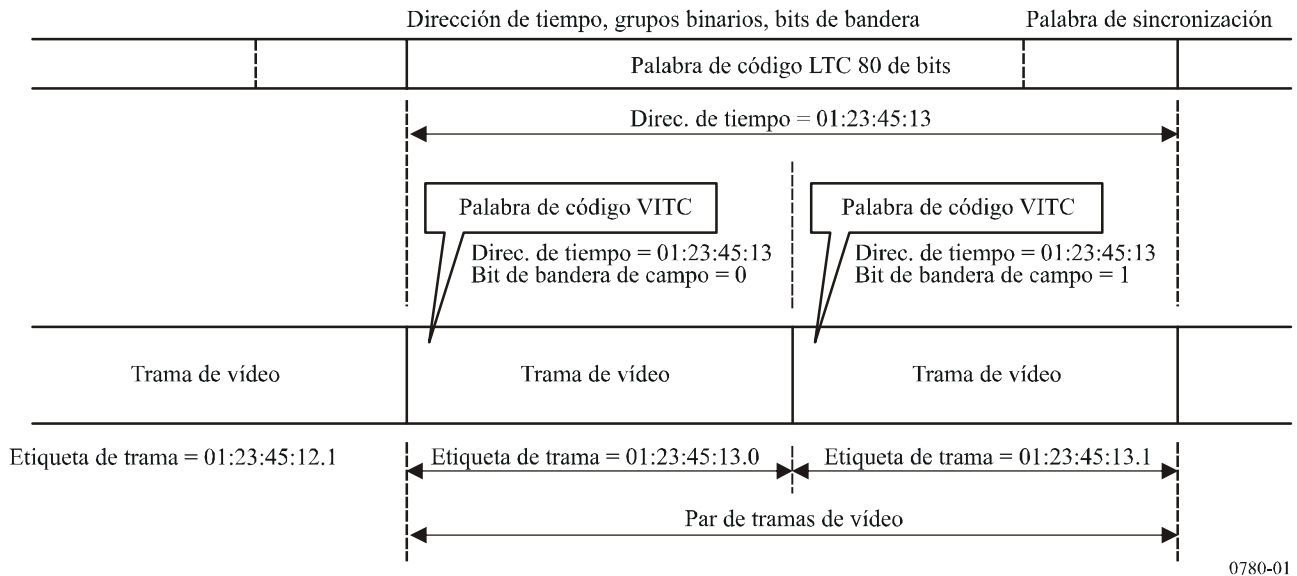 Dirección de tiempo, grupos binarios, bits de bandera
Palabra de sincronización
Palabra de código LTC 80 de bits
Direc. de tiempo = 01:23:45:13
Palabra de código VITC
Direc. de tiempo = 01:23:45:13
Bit de bandera de campo = 0
Palabra de código VITC
Direc. de tiempo = 01:23:45:13
Bit de bandera de campo = 1
Trama de vídeo
Trama de vídeo
Trama de vídeo
Etiqueta de trama = 01:23:45:12.1
Etiqueta de trama = 01:23:45:13.0
Etiqueta de trama = 01:23:45:13.1
Par de tramas de vídeo
0780-01